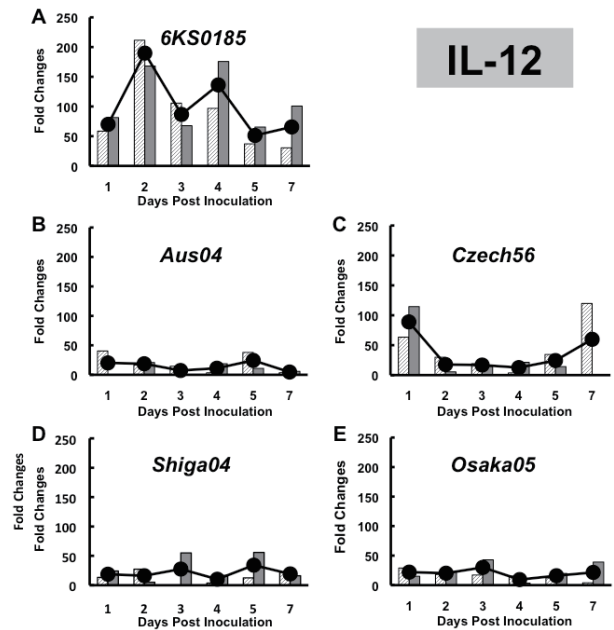 A
6KS0185
IL-12
Fold Changes
250
200
150
100
50
0
1 2 3 4 5 7
Days Post Inoculation
B
Aus04
Fold Changes
250
200
150
100
50
0
1 2 3 4 5 7
Days Post Inoculation
C
Czech56
Fold Changes
250
200
150
100
50
0
1 2 3 4 5 7
Days Post Inoculation
D
Shiga04
Fold Changes
Fold Changes
250
200
150
100
50
0
1 2 3 4 5 7
Days Post Inoculation
E
Osaka05
Fold Changes
250
200
150
100
50
0
1 2 3 4 5 7
Days Post Inoculation